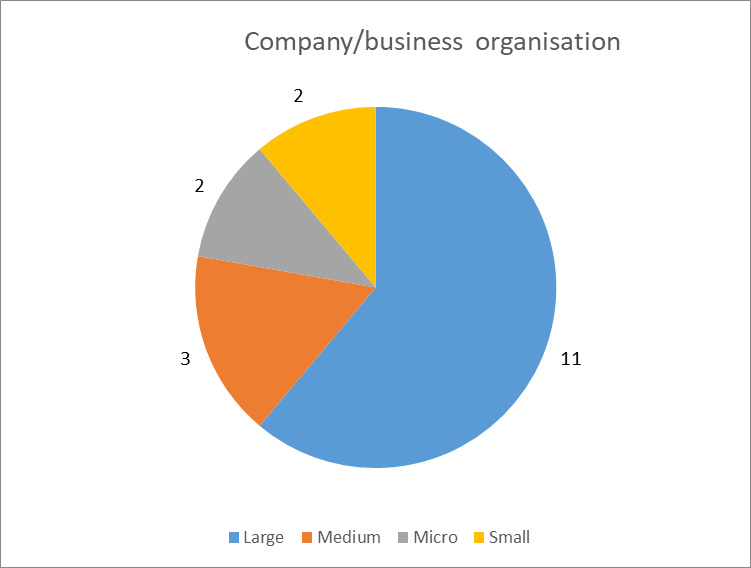 Company/business organisation
2
2
3
11
Large Medium Micro Small